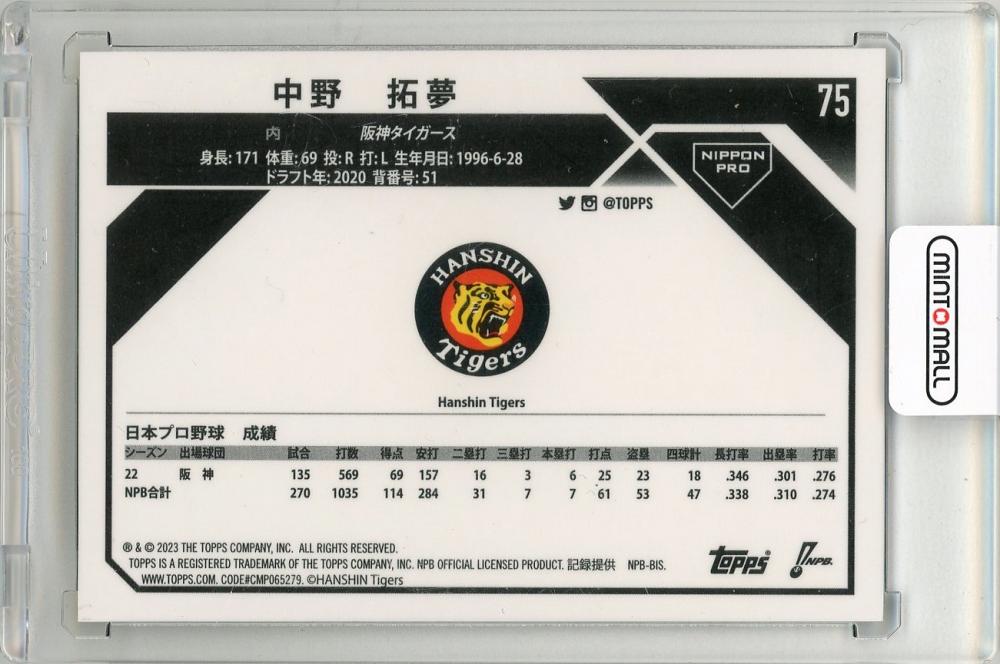 中野 拓夢
75
内 阪神タイガース
身長: 171 体重: 69 投: R 打: L 生年月日: 1996-6-28
ドラフト年: 2020 背番号: 51
NIPPON
PRO
@TOPPS
HANSHIN
Tigers
Hanshin Tigers
日本プロ野球 成績
シーズン 出場球団 試合 打数 得点 安打 二塁打 三塁打 本塁打 打点 盗塁 四球計 長打率 出塁率 打率
22 阪 神 135 569 69 157 16 3 6 25 23 18 .346 .301 .276
NPB合計 270 1035 114 284 31 7 7 61 53 47 .338 .310 .274
® & © 2023 THE TOPPS COMPANY, INC. ALL RIGHTS RESERVED.
TOPPS IS A REGISTERED TRADEMARK OF THE TOPPS COMPANY, INC. NPB OFFICIAL LICENSED PRODUCT. 記録提供 NPB-BIS.
WWW.TOPPS.COM. CODE#CMP065279. ©HANSHIN Tigers
Topps®
NPB.
MINT MALL